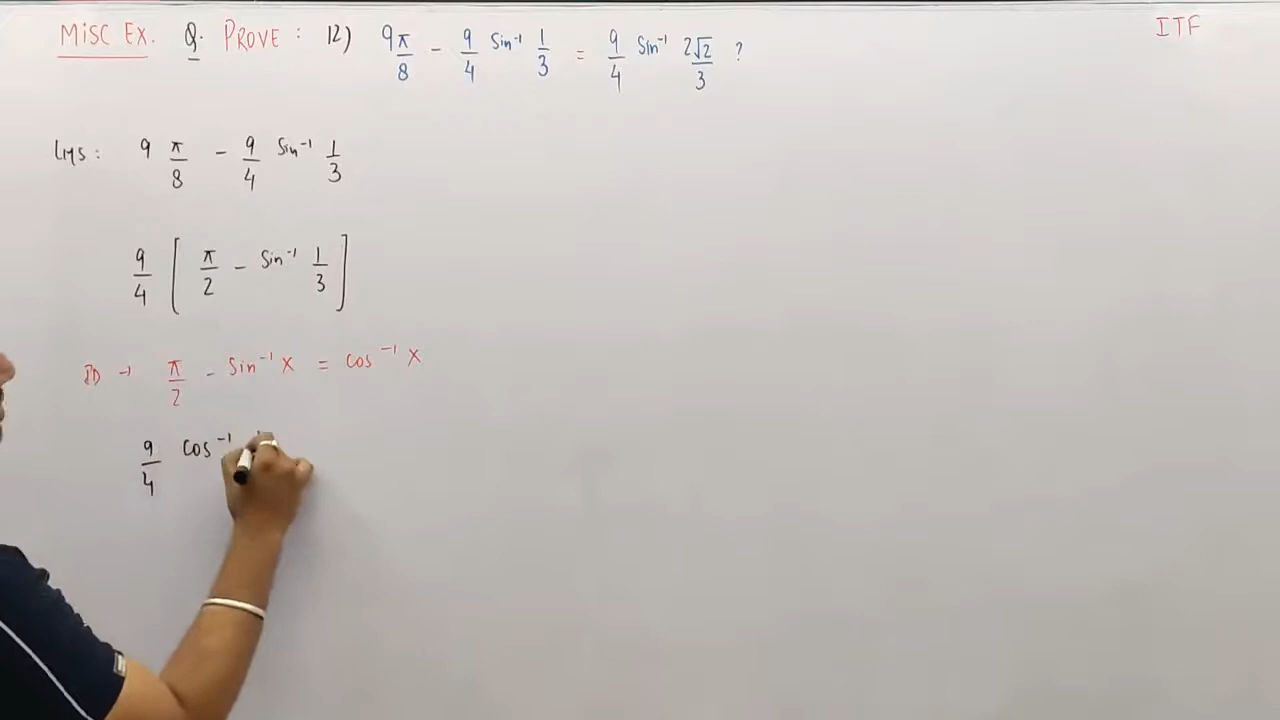 MISC EX. Q. PROVE : 12) 9π/8 - 9/4 Sin⁻¹ 1/3 = 9/4 Sin⁻¹ 2√2/3 ?
ITF
LHS : 9 π/8 - 9/4 Sin⁻¹ 1/3
9/4 [ π/2 - Sin⁻¹ 1/3 ]
ID → π/2 - Sin⁻¹ x = cos⁻¹ x
9/4 cos⁻¹